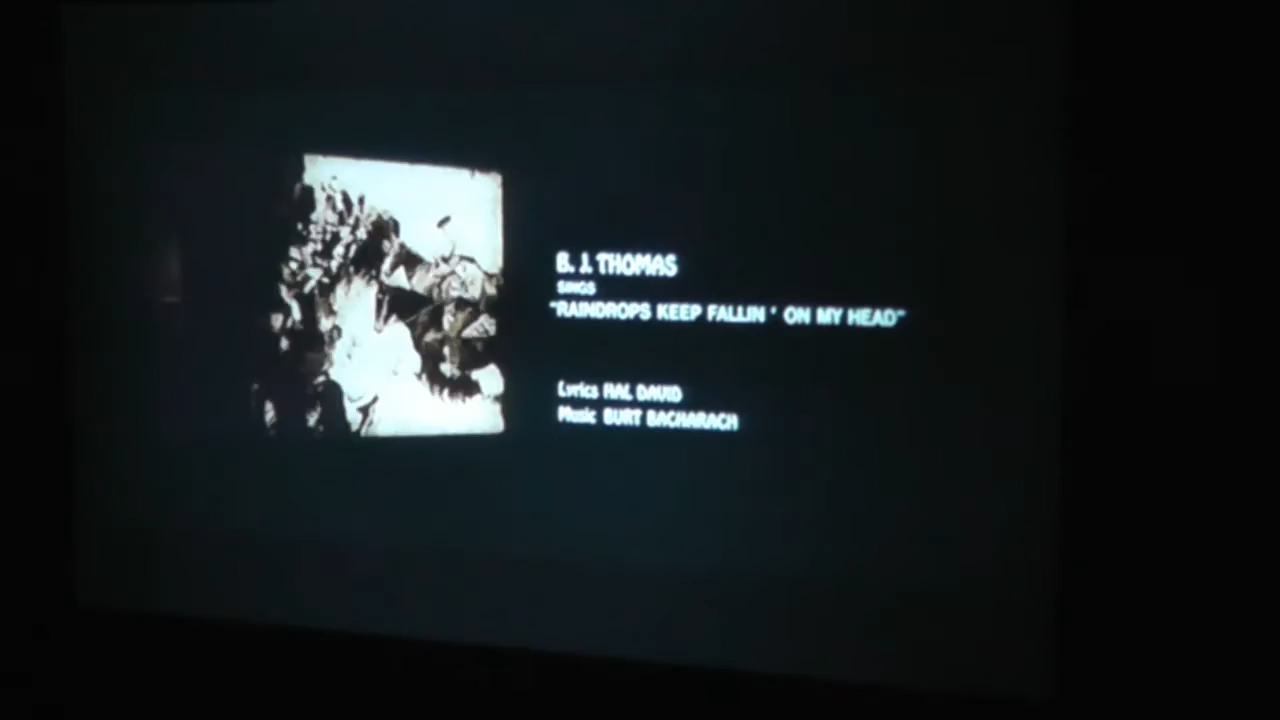 B. J. THOMAS
SINGS
"RAINDROPS KEEP FALLIN' ON MY HEAD"
Lyrics HAL DAVID
Music BURT BACHARACH